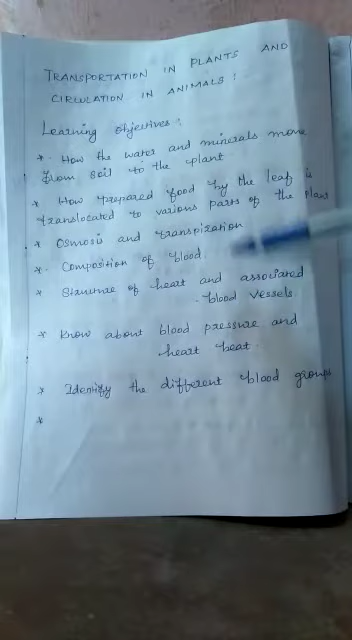 TRANSPORTATION IN PLANTS AND
CIRCULATION IN ANIMALS :
Learning objectives :
* How the water and minerals move
from soil to the plant
* How prepared food by the leaf is
translocated to various parts of the plant
* Osmosis and transpiration
* Composition of blood.
* Structure of heart and associated
blood vessels.
* Know about blood pressure and
heart beat.
* Identify the different blood groups
*